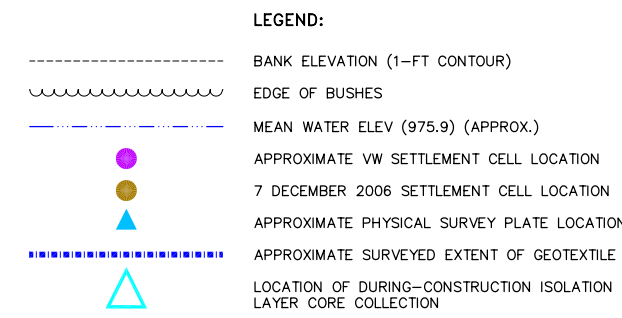 LEGEND:
BANK ELEVATION (1-FT CONTOUR)
EDGE OF BUSHES
MEAN WATER ELEV (975.9) (APPROX.)
APPROXIMATE VW SETTLEMENT CELL LOCATION
7 DECEMBER 2006 SETTLEMENT CELL LOCATION
APPROXIMATE PHYSICAL SURVEY PLATE LOCATION
APPROXIMATE SURVEYED EXTENT OF GEOTEXTILE
LOCATION OF DURING-CONSTRUCTION ISOLATION
LAYER CORE COLLECTION